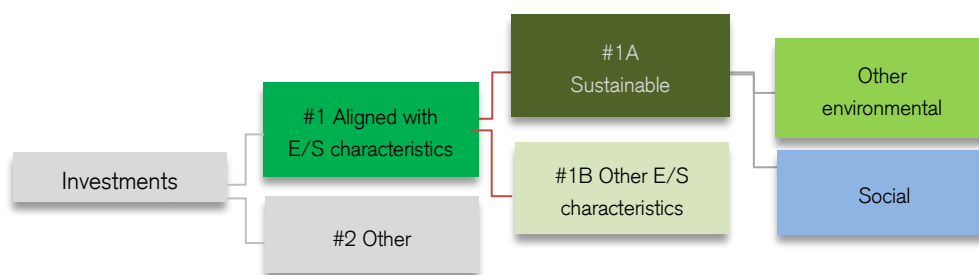 Investments
#1 Aligned with
E/S characteristics
#2 Other
#1A
Sustainable
#1B Other E/S
characteristics
Other
environmental
Social